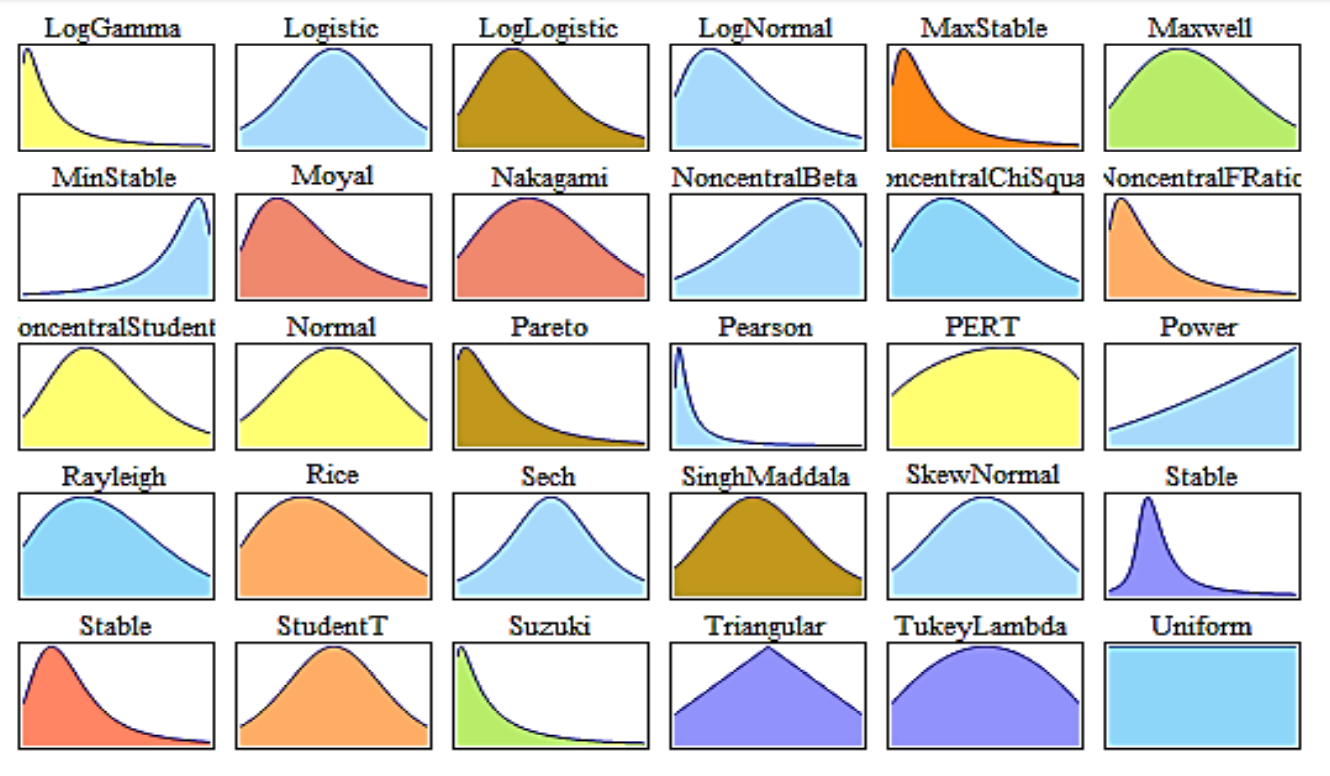 LogGamma Logistic LogLogistic LogNormal MaxStable Maxwell
MinStable Moyal Nakagami NoncentralBeta oncentralChiSqua NoncentralFRatio
oncentralStudent Normal Pareto Pearson PERT Power
Rayleigh Rice Sech SinghMaddala SkewNormal Stable
Stable StudentT Suzuki Triangular TukeyLambda Uniform